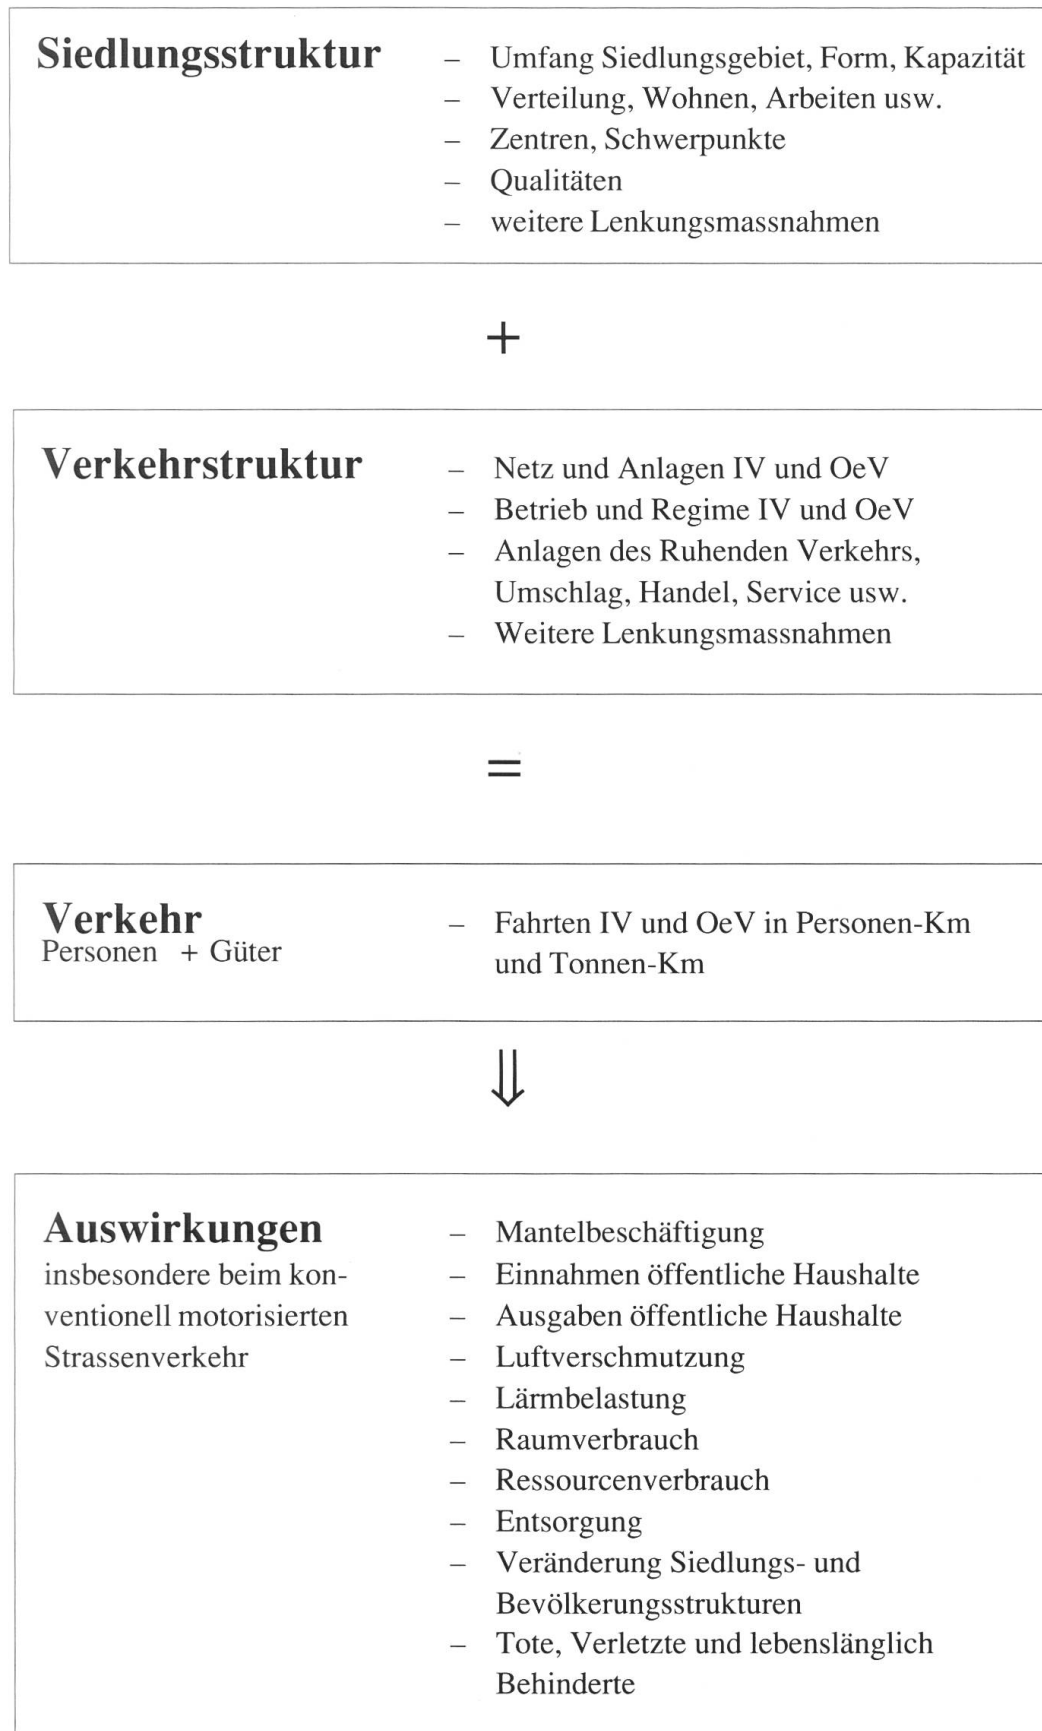 Siedlungsstruktur
– Umfang Siedlungsgebiet, Form, Kapazität
– Verteilung, Wohnen, Arbeiten usw.
– Zentren, Schwerpunkte
– Qualitäten
– weitere Lenkungsmassnahmen
+
Verkehrstruktur
– Netz und Anlagen IV und OeV
– Betrieb und Regime IV und OeV
– Anlagen des Ruhenden Verkehrs,
Umschlag, Handel, Service usw.
– Weitere Lenkungsmassnahmen
=
Verkehr
Personen + Güter
– Fahrten IV und OeV in Personen-Km
und Tonnen-Km
⇓
Auswirkungen
insbesondere beim kon-
ventionell motorisierten
Strassenverkehr
– Mantelbeschäftigung
– Einnahmen öffentliche Haushalte
– Ausgaben öffentliche Haushalte
– Luftverschmutzung
– Lärmbelastung
– Raumverbrauch
– Ressourcenverbrauch
– Entsorgung
– Veränderung Siedlungs- und
Bevölkerungsstrukturen
– Tote, Verletzte und lebenslänglich
Behinderte